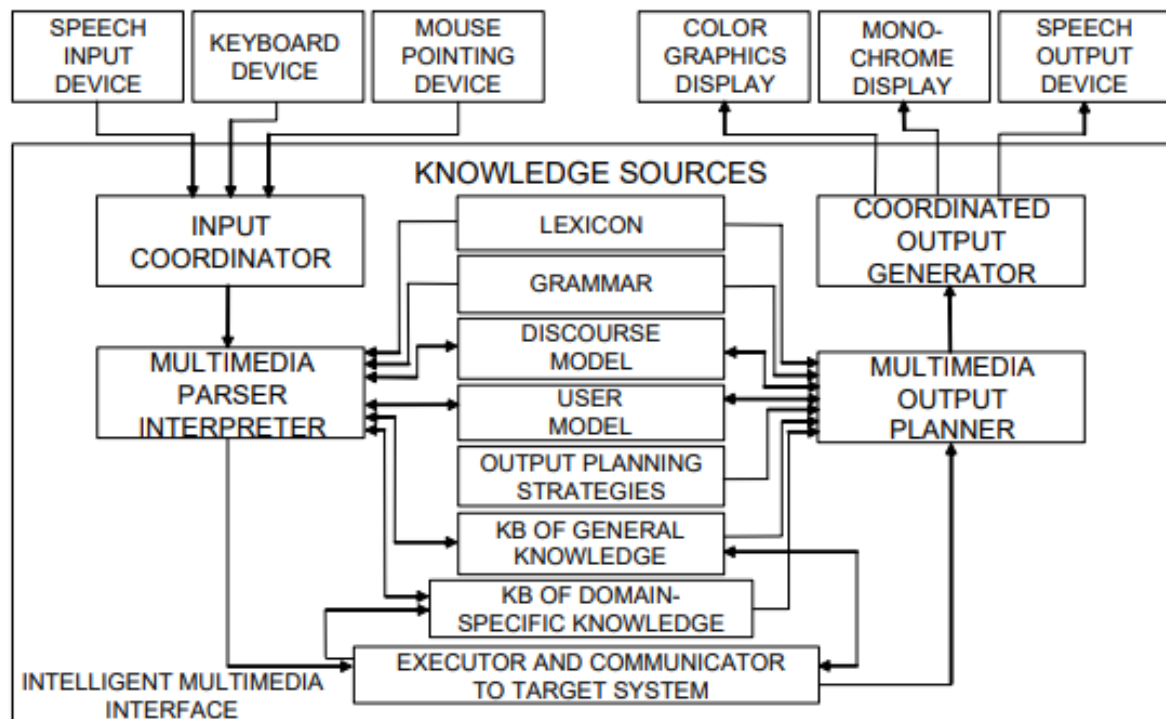 SPEECH
INPUT
DEVICE
KEYBOARD
DEVICE
MOUSE
POINTING
DEVICE
COLOR
GRAPHICS
DISPLAY
MONO-
CHROME
DISPLAY
SPEECH
OUTPUT
DEVICE
KNOWLEDGE SOURCES
INPUT
COORDINATOR
LEXICON
COORDINATED
OUTPUT
GENERATOR
GRAMMAR
MULTIMEDIA
PARSER
INTERPRETER
DISCOURSE
MODEL
MULTIMEDIA
OUTPUT
PLANNER
USER
MODEL
OUTPUT PLANNING
STRATEGIES
KB OF GENERAL
KNOWLEDGE
KB OF DOMAIN-
SPECIFIC KNOWLEDGE
EXECUTOR AND COMMUNICATOR
TO TARGET SYSTEM
INTELLIGENT MULTIMEDIA
INTERFACE